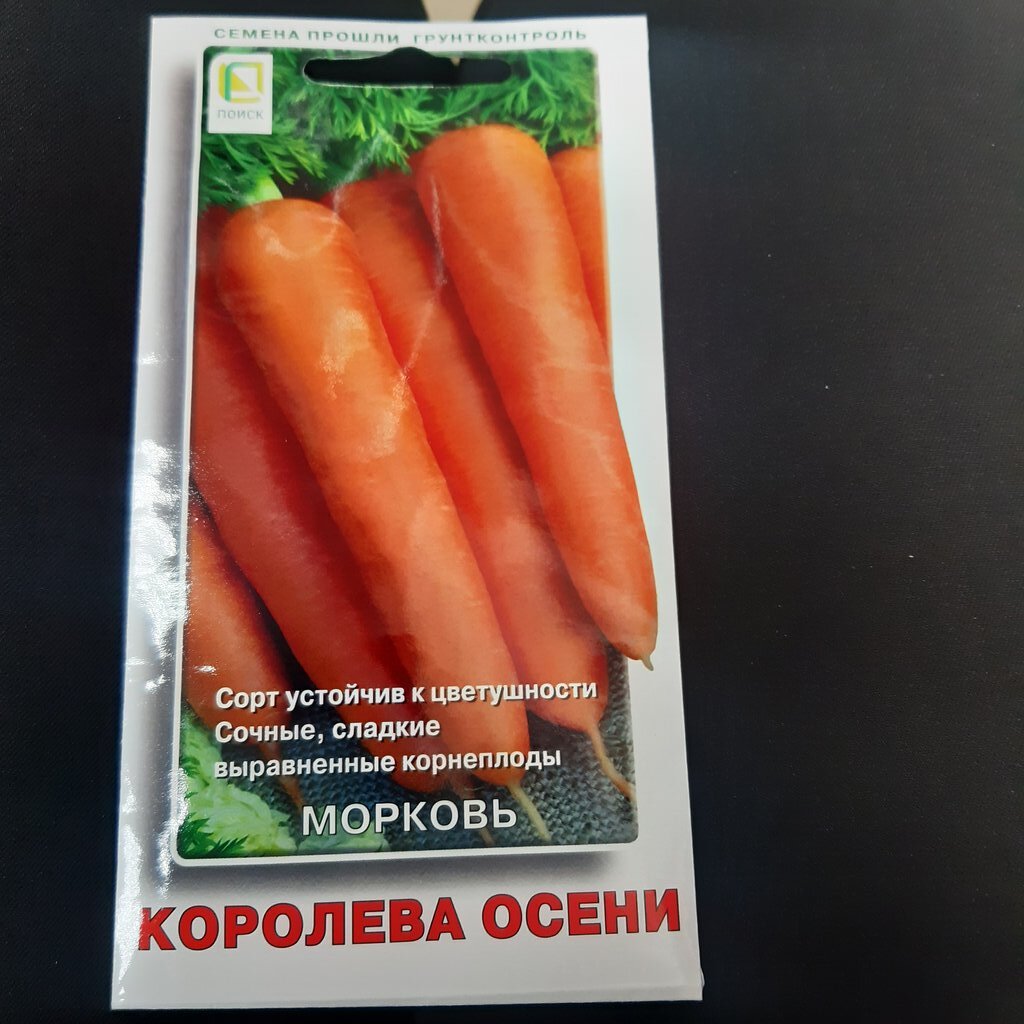 СЕМЕНА ПРОШЛИ ГРУНТКОНТРОЛЬ
ПОИСК
Сорт устойчив к цветушности
Сочные, сладкие
выравненные корнеплоды
МОРКОВЬ
КОРОЛЕВА ОСЕНИ